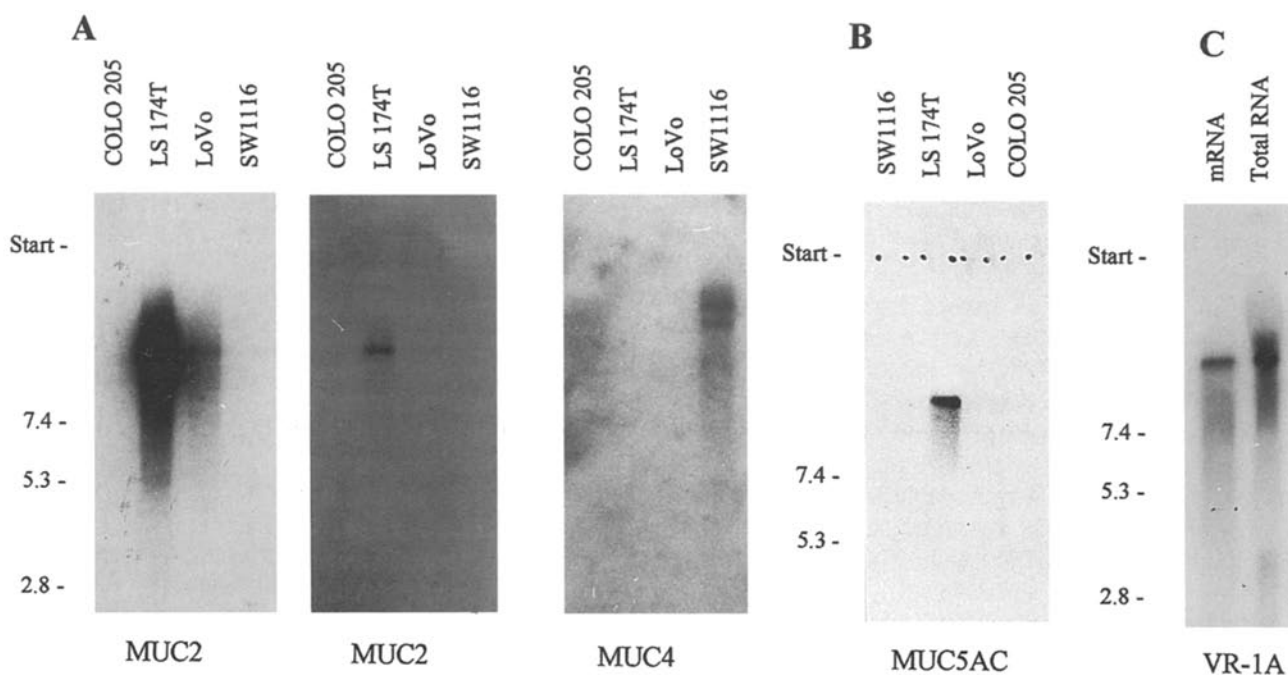 A
B
C
COLO 205
LS 174T
LoVo
SW1116
COLO 205
LS 174T
LoVo
SW1116
COLO 205
LS 174T
LoVo
SW1116
SW1116
LS 174T
LoVo
COLO 205
mRNA
Total RNA
Start -
7.4 -
5.3 -
2.8 -
Start -
7.4 -
5.3 -
Start -
7.4 -
5.3 -
2.8 -
MUC2
MUC2
MUC4
MUC5AC
VR-1A